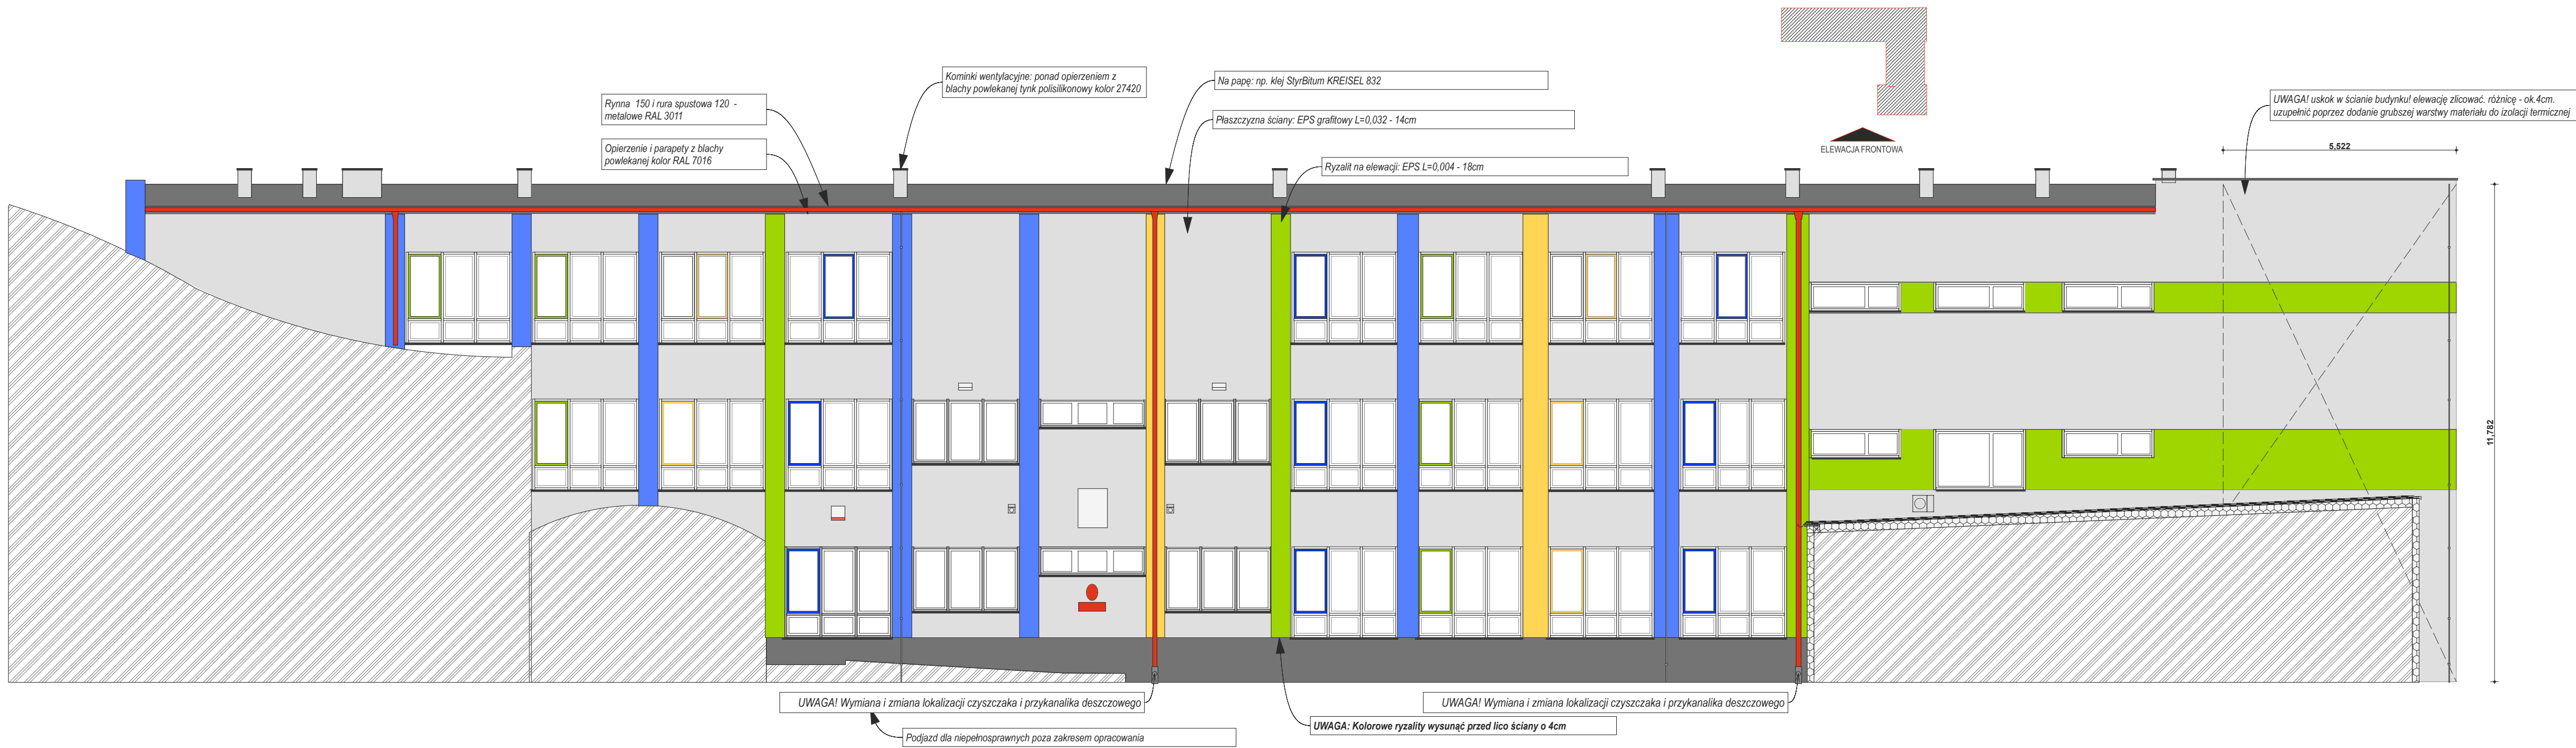 Kominki wentylacyjne: ponad opierzeniem z
blachy powlekanej tynk polisilikonowy kolor 27420
Na papę: np. klej StyrBitum KREISEL 832
Rynna 150 i rura spustowa 120 -
metalowe RAL 3011
Płaszczyzna ściany: EPS grafitowy L=0,032 - 14cm
UWAGA! uskok w ścianie budynku! elewację zlicować. różnicę - ok.4cm.
uzupełnić poprzez dodanie grubszej warstwy materiału do izolacji termicznej
Opierzenie i parapety z blachy
powlekanej kolor RAL 7016
ELEWACJA FRONTOWA
5,522
Ryzalit na elewacji: EPS L=0,004 - 18cm
11,782
UWAGA! Wymiana i zmiana lokalizacji czyszczaka i przykanalika deszczowego
UWAGA! Wymiana i zmiana lokalizacji czyszczaka i przykanalika deszczowego
UWAGA: Kolorowe ryzality wysunąć przed lico ściany o 4cm
Podjazd dla niepełnosprawnych poza zakresem opracowania